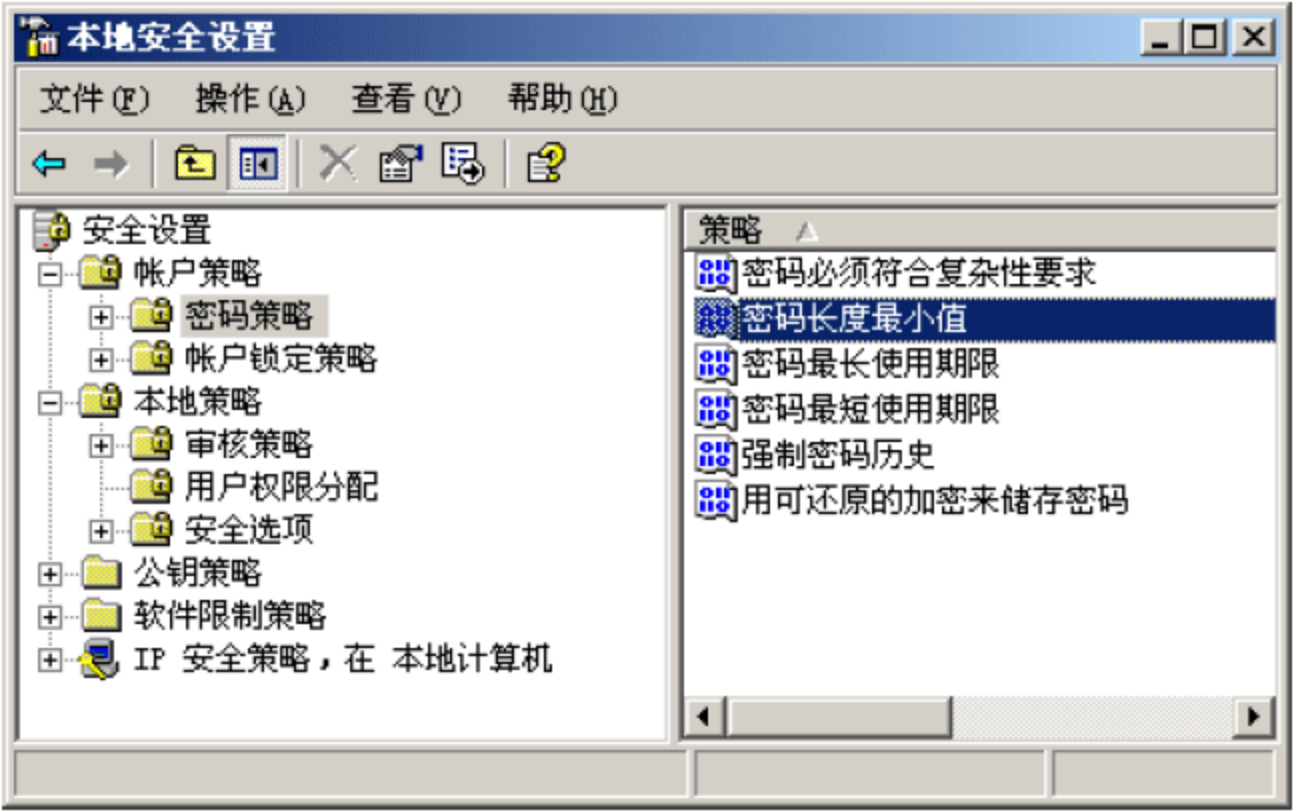 本地安全设置
文件(F) 操作(A) 查看(V) 帮助(H)
安全设置
帐户策略
密码策略
帐户锁定策略
本地策略
审核策略
用户权限分配
安全选项
公钥策略
软件限制策略
IP 安全策略，在 本地计算机
策略
密码必须符合复杂性要求
密码长度最小值
密码最长使用期限
密码最短使用期限
强制密码历史
用可还原的加密来储存密码